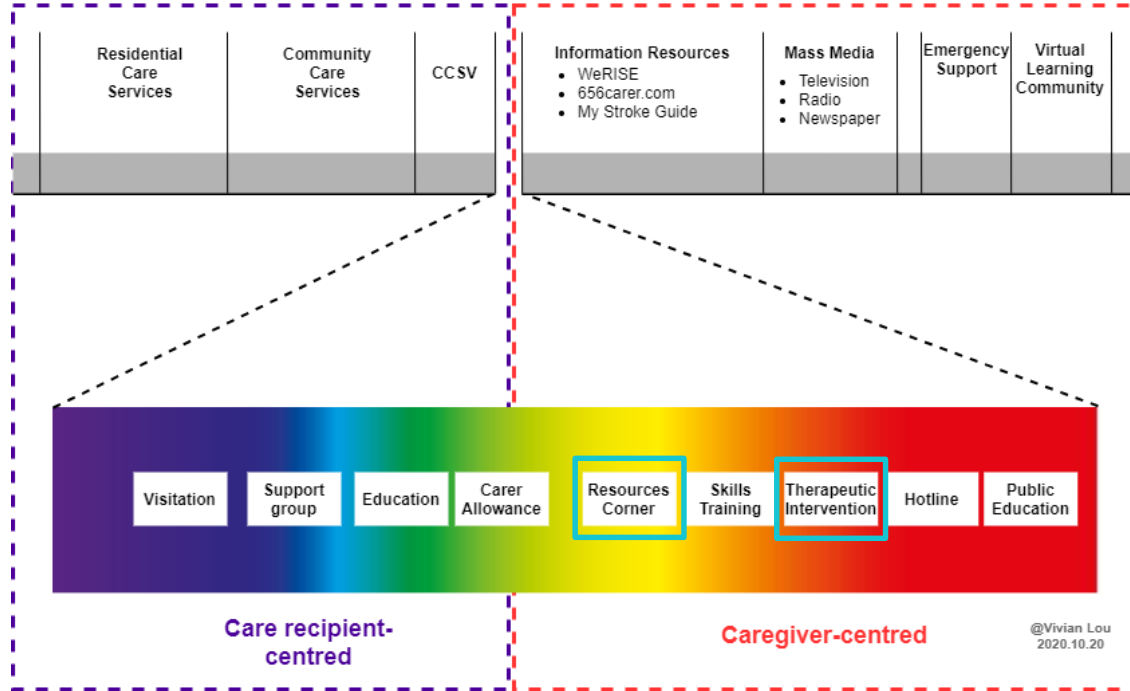 Residential
Care
Services
Community
Care
Services
CCSV
Information Resources
• WeRISE
• 656carer.com
• My Stroke Guide
Mass Media
• Television
• Radio
• Newspaper
Emergency
Support
Virtual
Learning
Community
Visitation
Support
group
Education
Carer
Allowance
Resources
Corner
Skills
Training
Therapeutic
Intervention
Hotline
Public
Education
Care recipient-
centred
Caregiver-centred
@Vivian Lou
2020.10.20